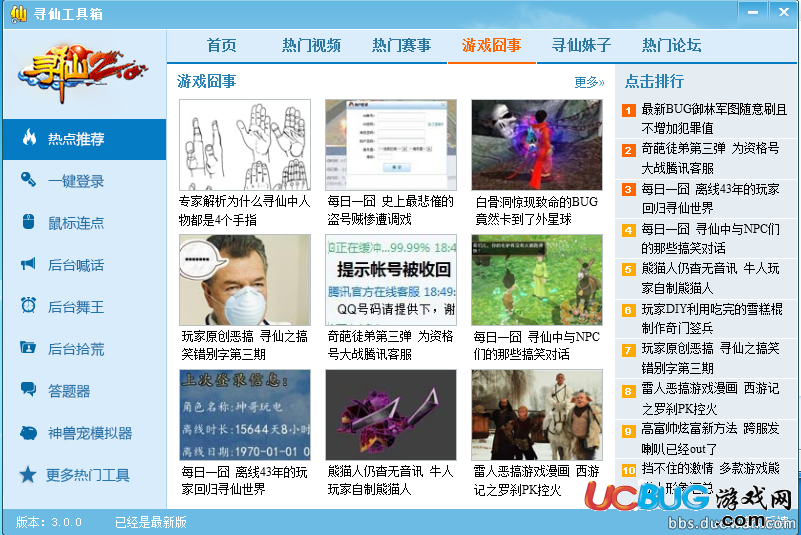 寻仙工具箱
寻仙2.0
首页
热门视频
热门赛事
游戏囧事
寻仙妹子
热门论坛
热点推荐
一键登录
鼠标连点
后台喊话
后台舞王
后台拾荒
答题器
神兽宠模拟器
更多热门工具
游戏囧事
更多»
专家解析为什么寻仙中人
物都是4个手指
每日一囧 史上最悲催的
盗号贼惨遭调戏
白骨洞惊现致命的BUG
竟然卡到了外星球
正在缓冲...99.99% 18:4
提示帐号被收回
腾讯官方在线客服 18:49:
QQ号码请提供下，谢
玩家原创恶搞 寻仙之搞
笑错别字第三期
奇葩徒弟第三弹 为资格
号大战腾讯客服
每日一囧 寻仙中与NPC
们的那些搞笑对话
上次登录信息:
角色名称:神哥玩电
离线时长:15644天8小时
离线日期:1970-01-01 0
每日一囧 离线43年的玩
家回归寻仙世界
熊猫人仍杳无音讯 牛人
玩家自制熊猫人
雷人恶搞游戏漫画 西游
记之罗刹PK控火
点击排行
1 最新BUG御林军图随意刷且
不增加犯罪值
2 奇葩徒弟第三弹 为资格号
大战腾讯客服
3 每日一囧 离线43年的玩家
回归寻仙世界
4 每日一囧 寻仙中与NPC们
的那些搞笑对话
5 熊猫人仍杳无音讯 牛人玩
家自制熊猫人
6 玩家DIY利用吃完的雪糕棍
制作奇门签兵
7 玩家原创恶搞 寻仙之搞笑
错别字第三期
8 雷人恶搞游戏漫画 西游记
之罗刹PK控火
9 高富帅炫富新方法 跨服发
喇叭已经out了
10 挡不住的激情 多款游戏熊
版本: 3.0.0
已经是最新版
UCBUG游戏网
.com
bbs.duowan.com